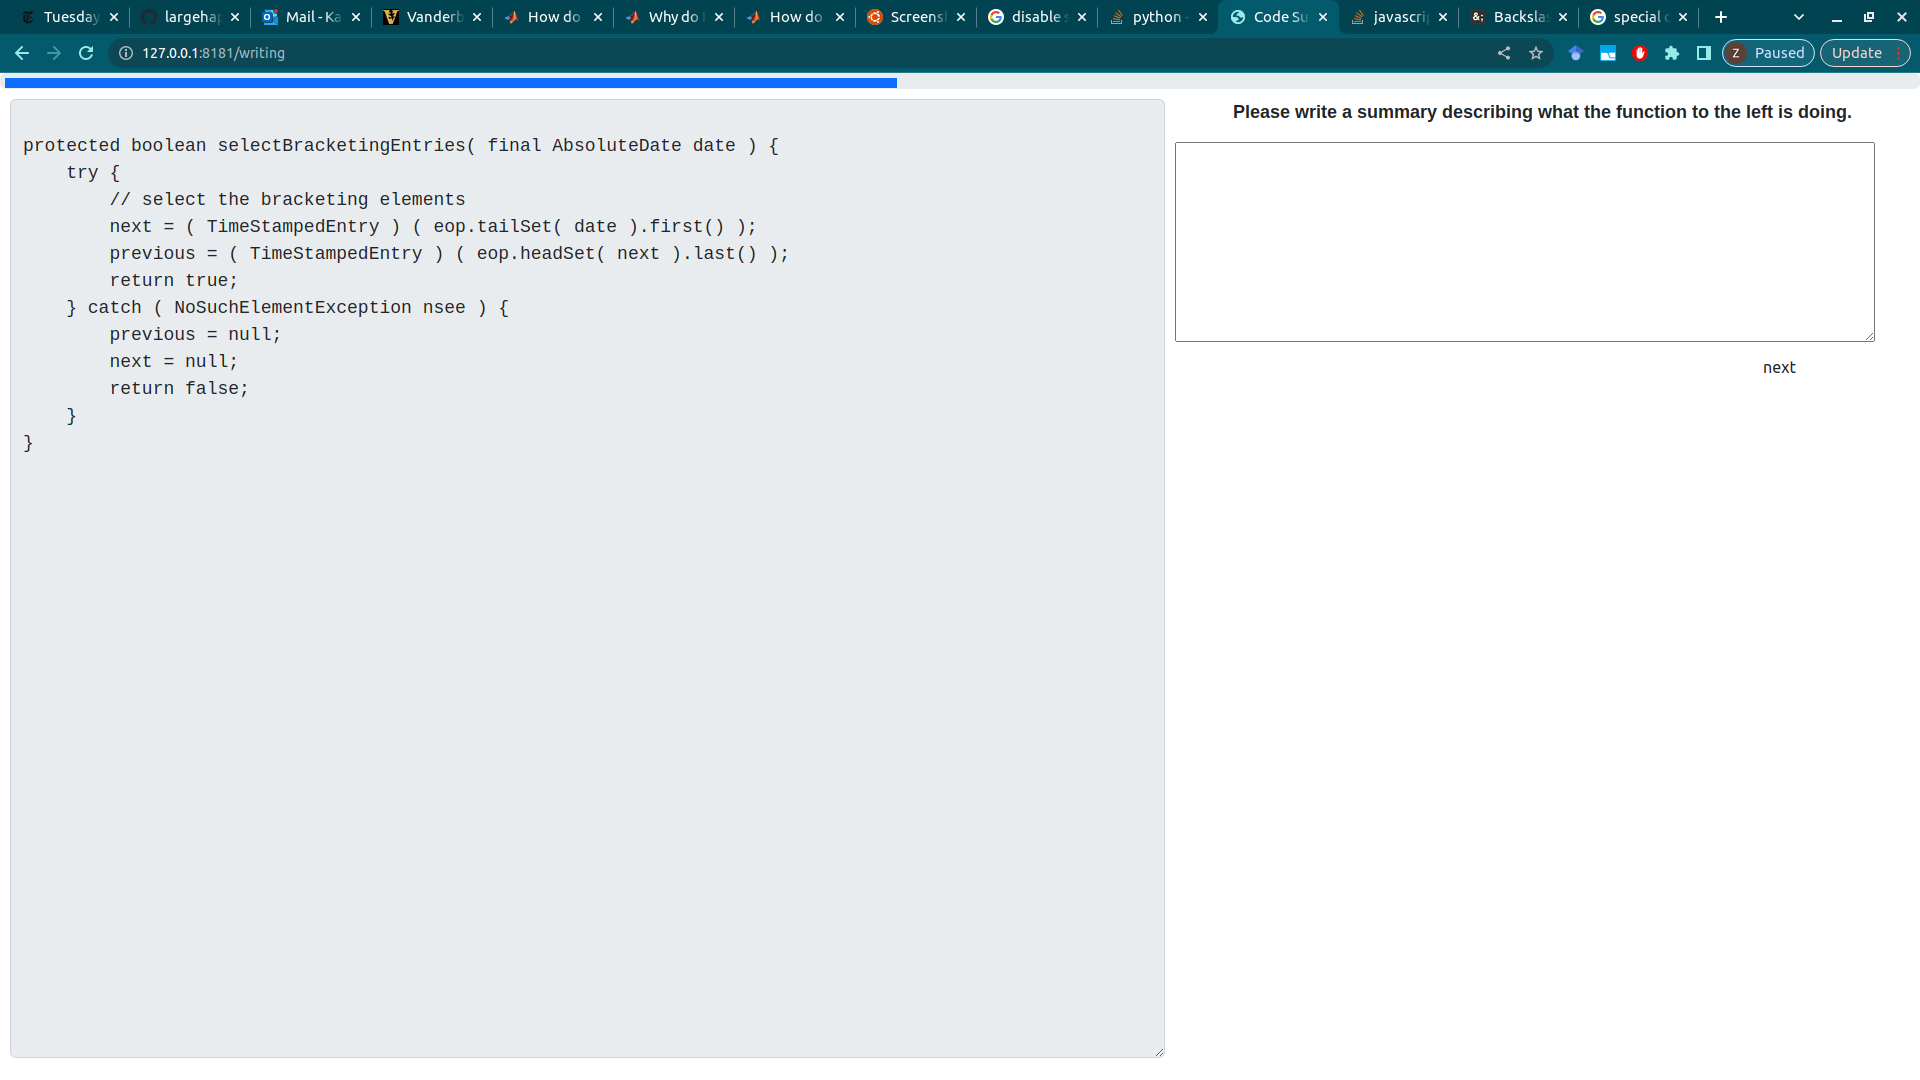 Tuesday
largehap
Mail - Ka
Vanderb
How do
Why do
How do
Screensh
disable s
python -
Code Su
javascrip
Backslas
special c
127.0.0.1:8181/writing
Z Paused
Update
protected boolean selectBracketingEntries( final AbsoluteDate date ) {
    try {
        // select the bracketing elements
        next = ( TimeStampedEntry ) ( eop.tailSet( date ).first() );
        previous = ( TimeStampedEntry ) ( eop.headSet( next ).last() );
        return true;
    } catch ( NoSuchElementException nsee ) {
        previous = null;
        next = null;
        return false;
    }
}
Please write a summary describing what the function to the left is doing.
next